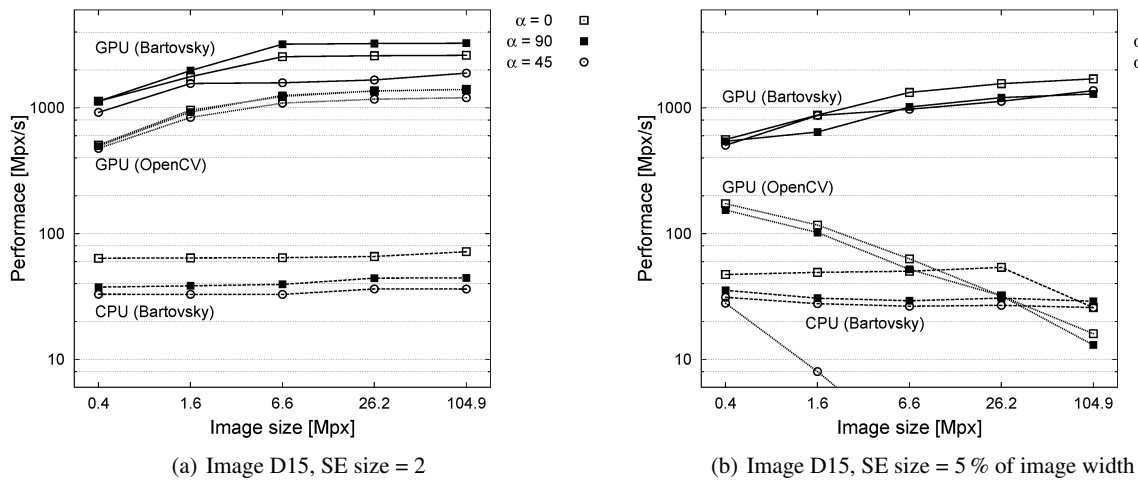 α = 0
α = 90
α = 45
GPU (Bartovsky)
GPU (OpenCV)
CPU (Bartovsky)
1000
100
10
Performace [Mpx/s]
0.4 1.6 6.6 26.2 104.9
Image size [Mpx]
(a) Image D15, SE size = 2
α
α
GPU (Bartovsky)
GPU (OpenCV)
CPU (Bartovsky)
1000
100
10
Performace [Mpx/s]
0.4 1.6 6.6 26.2 104.9
Image size [Mpx]
(b) Image D15, SE size = 5 % of image width